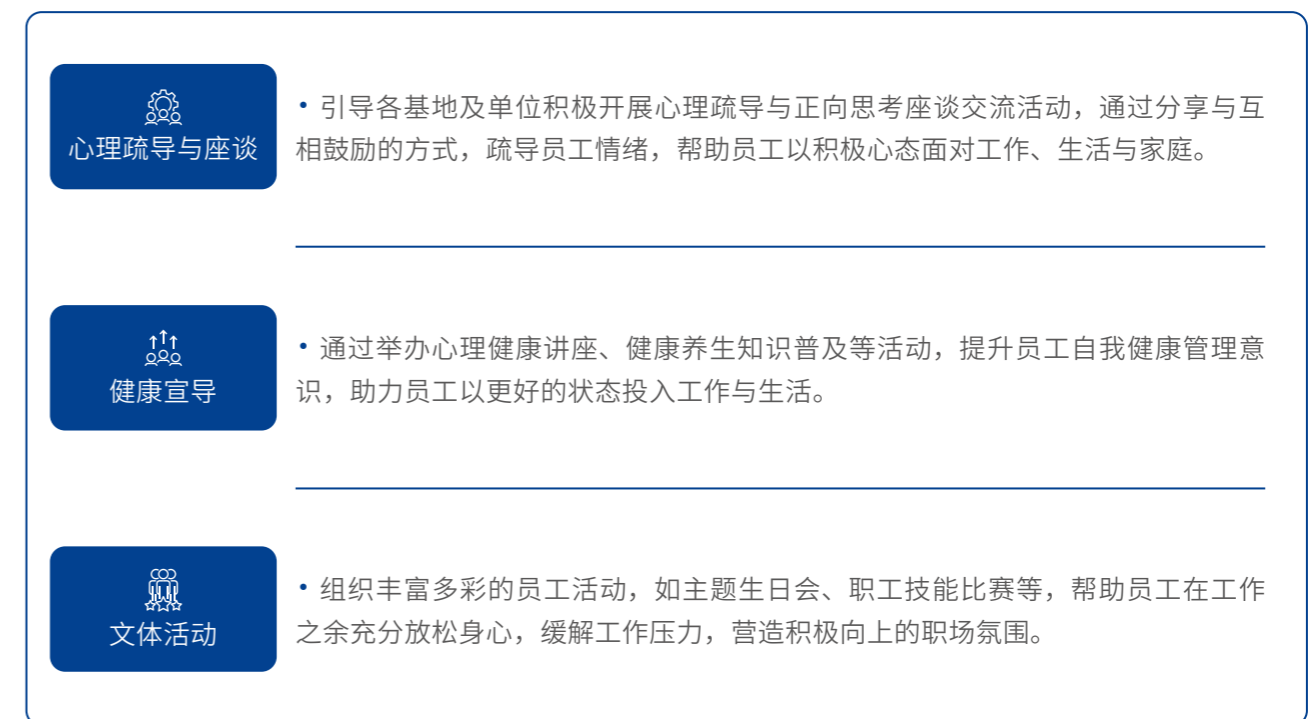 心理疏导与座谈
• 引导各基地及单位积极开展心理疏导与正向思考座谈交流活动，通过分享与互
相鼓励的方式，疏导员工情绪，帮助员工以积极心态面对工作、生活与家庭。
健康宣导
• 通过举办心理健康讲座、健康养生知识普及等活动，提升员工自我健康管理意
识，助力员工以更好的状态投入工作与生活。
文体活动
• 组织丰富多彩的员工活动，如主题生日会、职工技能比赛等，帮助员工在工作
之余充分放松身心，缓解工作压力，营造积极向上的职场氛围。